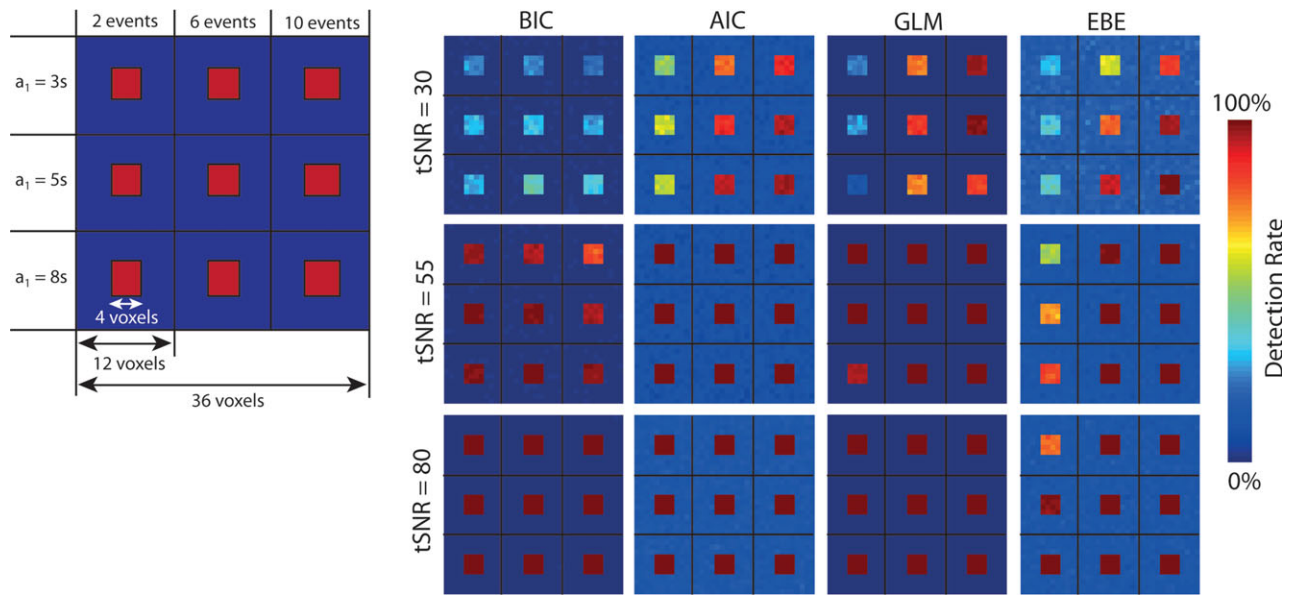 2 events 6 events 10 events
a₁ = 3s
a₁ = 5s
a₁ = 8s
4 voxels
12 voxels
36 voxels
BIC AIC GLM EBE
tSNR = 30
tSNR = 55
tSNR = 80
100%
Detection Rate
0%